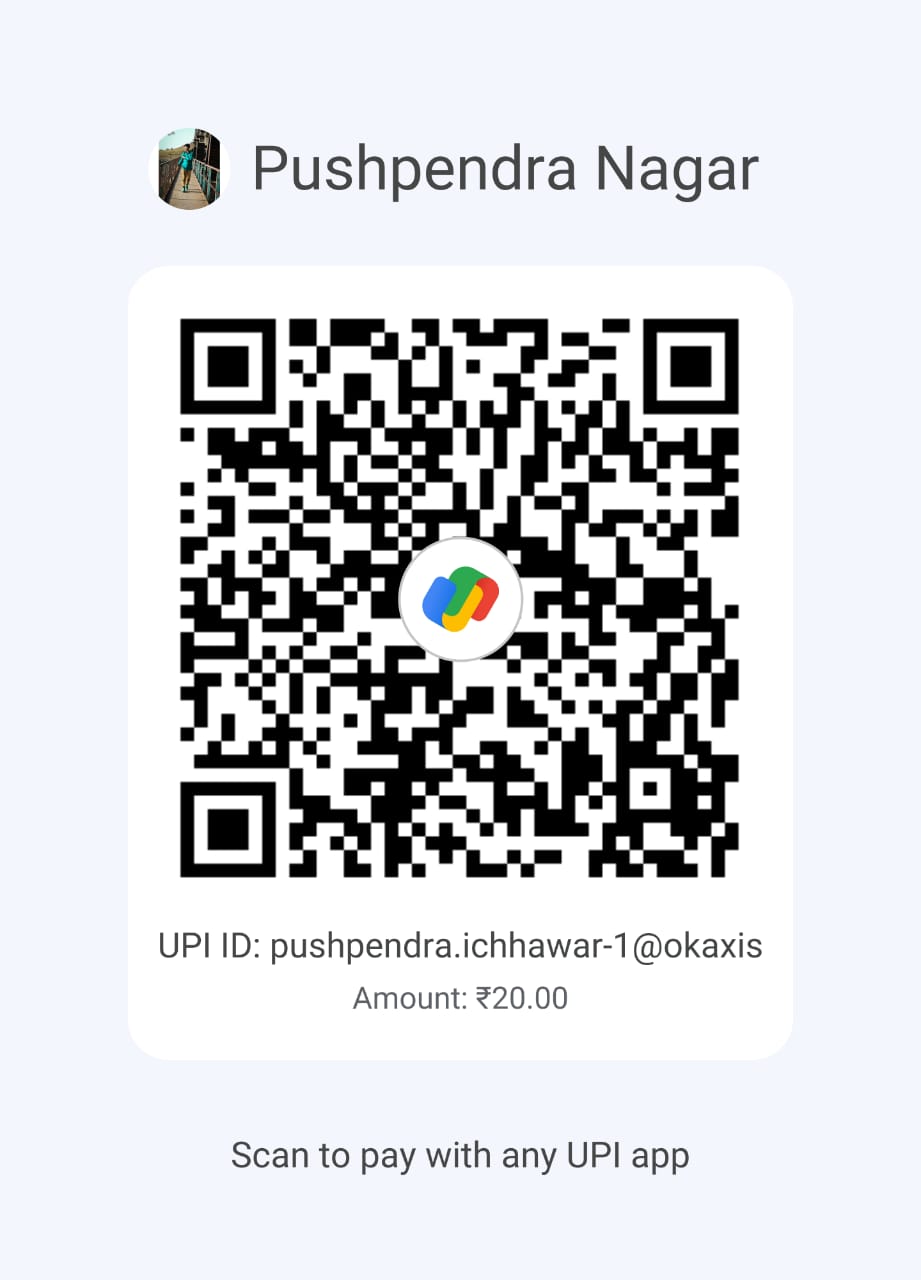 Pushpendra Nagar
UPI ID: pushpendra.ichhawar-1@okaxis
Amount: ₹20.00
Scan to pay with any UPI app